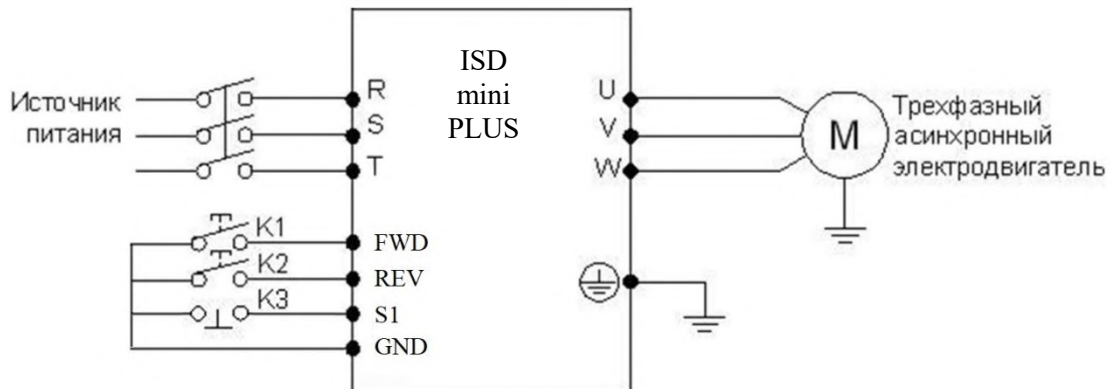 ISD
mini
PLUS
Источник
питания
R
S
T
U
V
W
M
Трехфазный
асинхронный
электродвигатель
K1
FWD
K2
REV
K3
S1
GND